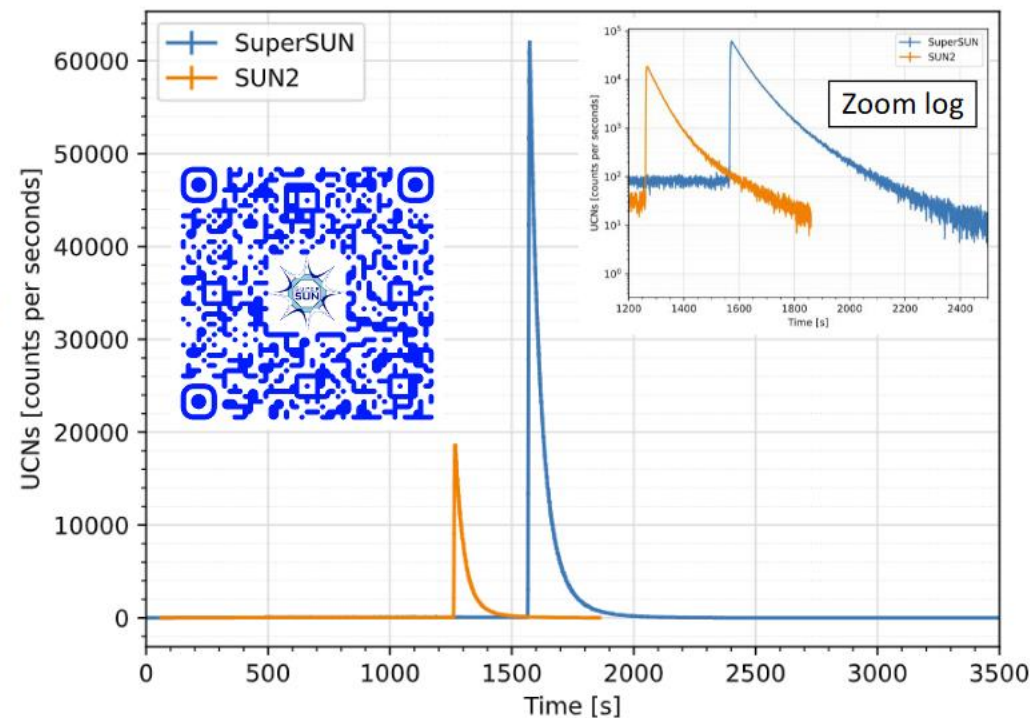 SuperSUN
SUN2
UCNs [counts per seconds]
60000
50000
40000
30000
20000
10000
0
0 500 1000 1500 2000 2500 3000 3500
Time [s]
SUPER
SUN
SuperSUN
SUN2
Zoom log
UCNs [counts per seconds]
10⁵
10⁴
10³
10²
10¹
10⁰
1200 1400 1600 1800 2000 2200 2400
Time [s]